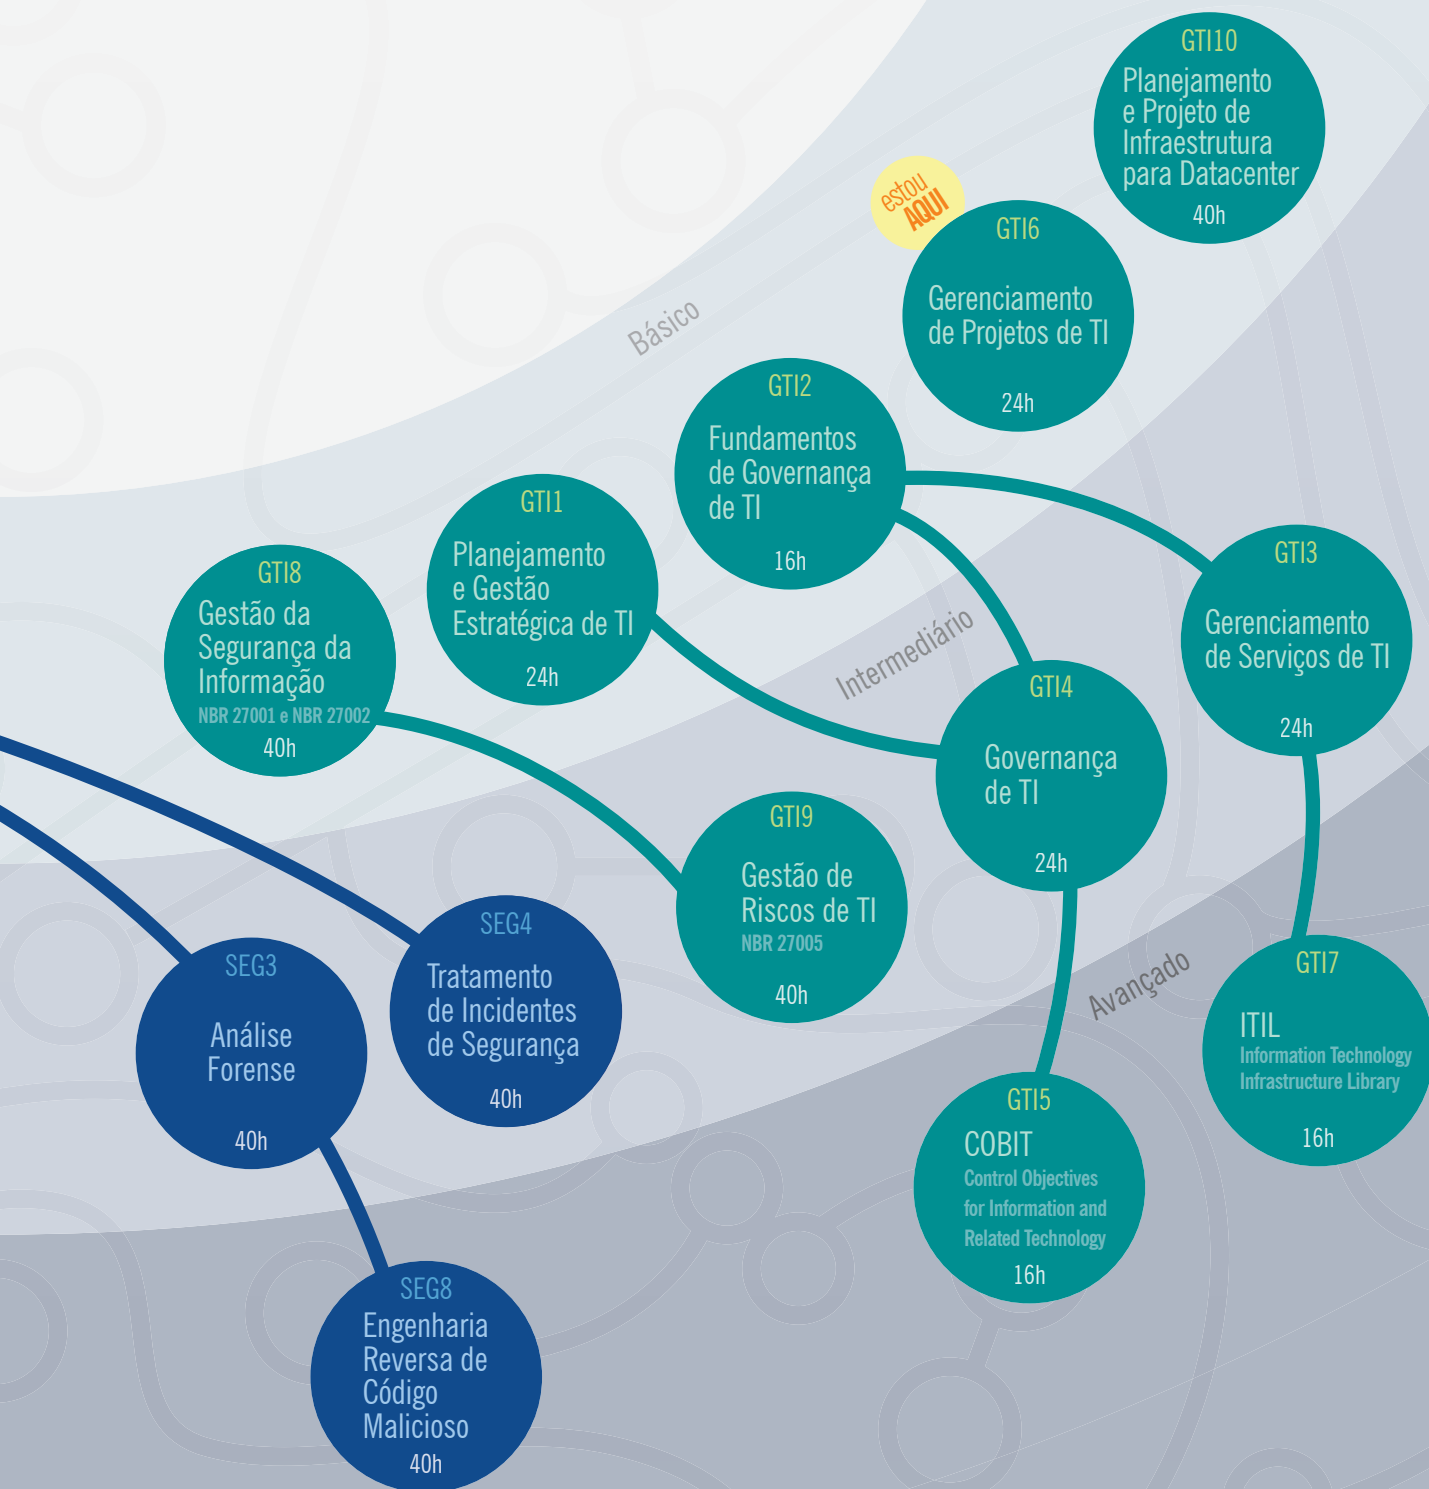 GTI10
Planejamento
e Projeto de
Infraestrutura
para Datacenter
40h
estou
AQUI
GTI6
Gerenciamento
de Projetos de TI
24h
Básico
GTI2
Fundamentos
de Governança
de TI
16h
GTI1
Planejamento
e Gestão
Estratégica de TI
24h
GTI3
Gerenciamento
de Serviços de TI
24h
GTI8
Gestão da
Segurança da
Informação
NBR 27001 e NBR 27002
40h
Intermediário
GTI4
Governança
de TI
24h
GTI9
Gestão de
Riscos de TI
NBR 27005
40h
SEG4
Tratamento
de Incidentes
de Segurança
40h
SEG3
Análise
Forense
40h
Avançado
GTI7
ITIL
Information Technology
Infrastructure Library
16h
GTI5
COBIT
Control Objectives
for Information and
Related Technology
16h
SEG8
Engenharia
Reversa de
Código
Malicioso
40h